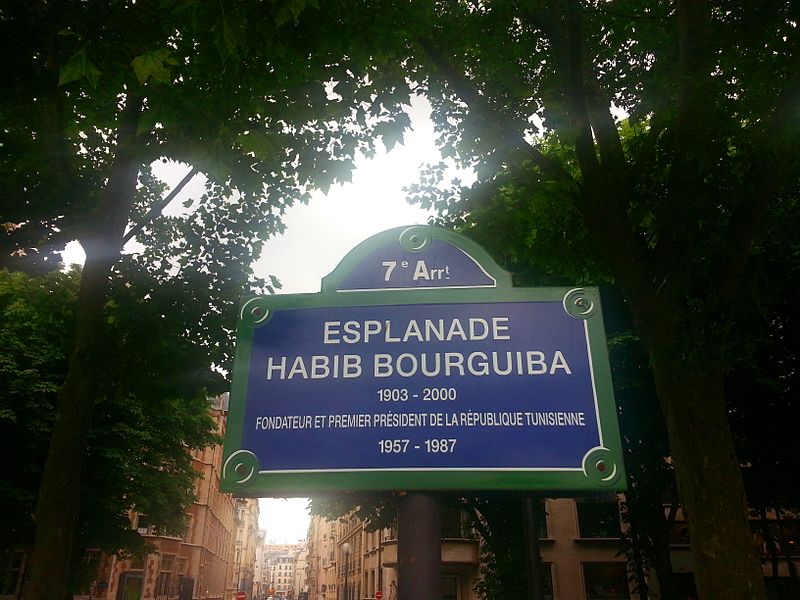 7e Arrt
ESPLANADE
HABIB BOURGUIBA
1903 - 2000
FONDATEUR ET PREMIER PRÉSIDENT DE LA RÉPUBLIQUE TUNISIENNE
1957 - 1987